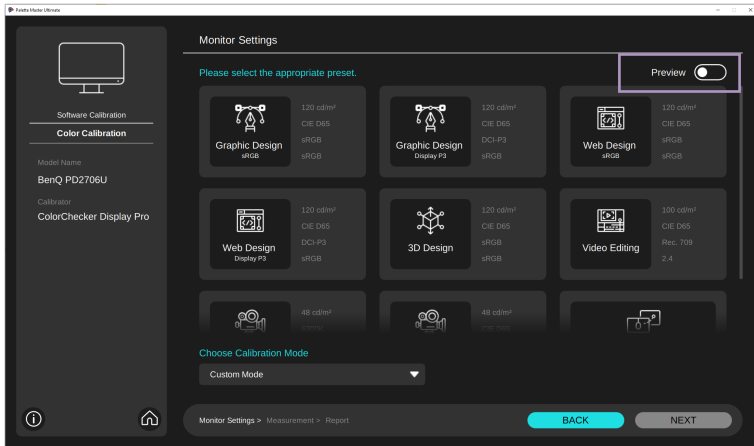 Palette Master Ultimate
Monitor Settings
Please select the appropriate preset.
Preview
Software Calibration
Color Calibration
Model Name
BenQ PD2706U
Calibrator
ColorChecker Display Pro
Graphic Design
sRGB
120 cd/m²
CIE D65
sRGB
sRGB
Graphic Design
Display P3
120 cd/m²
CIE D65
DCI-P3
sRGB
Web Design
sRGB
120 cd/m²
CIE D65
sRGB
sRGB
Web Design
Display P3
120 cd/m²
CIE D65
DCI-P3
sRGB
3D Design
120 cd/m²
CIE D65
sRGB
sRGB
Video Editing
100 cd/m²
CIE D65
Rec. 709
2.4
48 cd/m²
48 cd/m²
Choose Calibration Mode
Custom Mode
Monitor Settings > Measurement > Report
BACK
NEXT